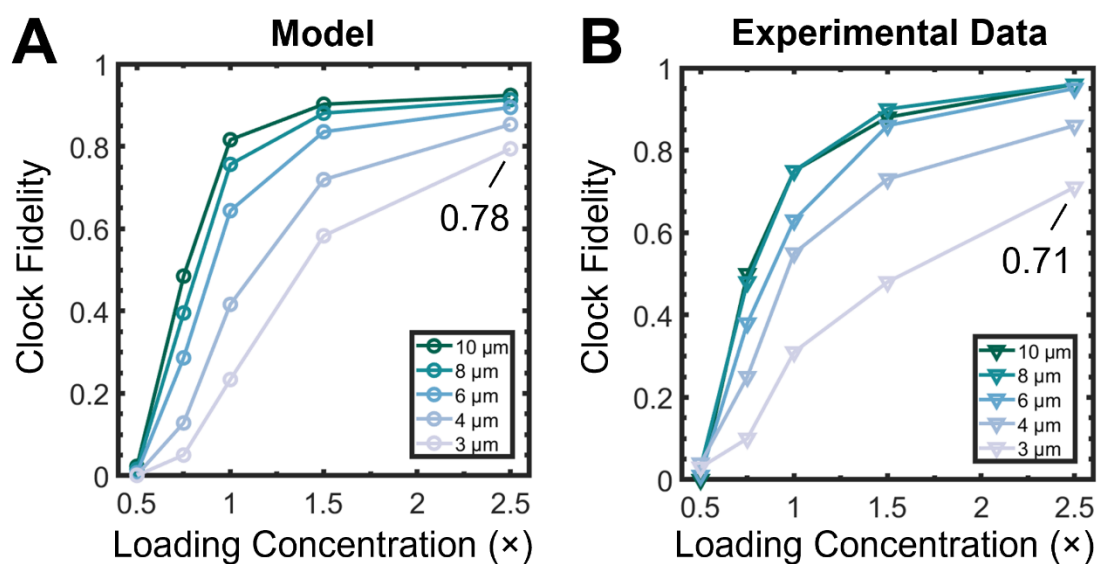 A
Model
1
0.8
0.6
0.4
0.2
0
Clock Fidelity
0.78
10 µm
8 µm
6 µm
4 µm
3 µm
0.5
1
1.5
2
2.5
Loading Concentration (×)
B
Experimental Data
1
0.8
0.6
0.4
0.2
0
Clock Fidelity
0.71
10 µm
8 µm
6 µm
4 µm
3 µm
0.5
1
1.5
2
2.5
Loading Concentration (×)